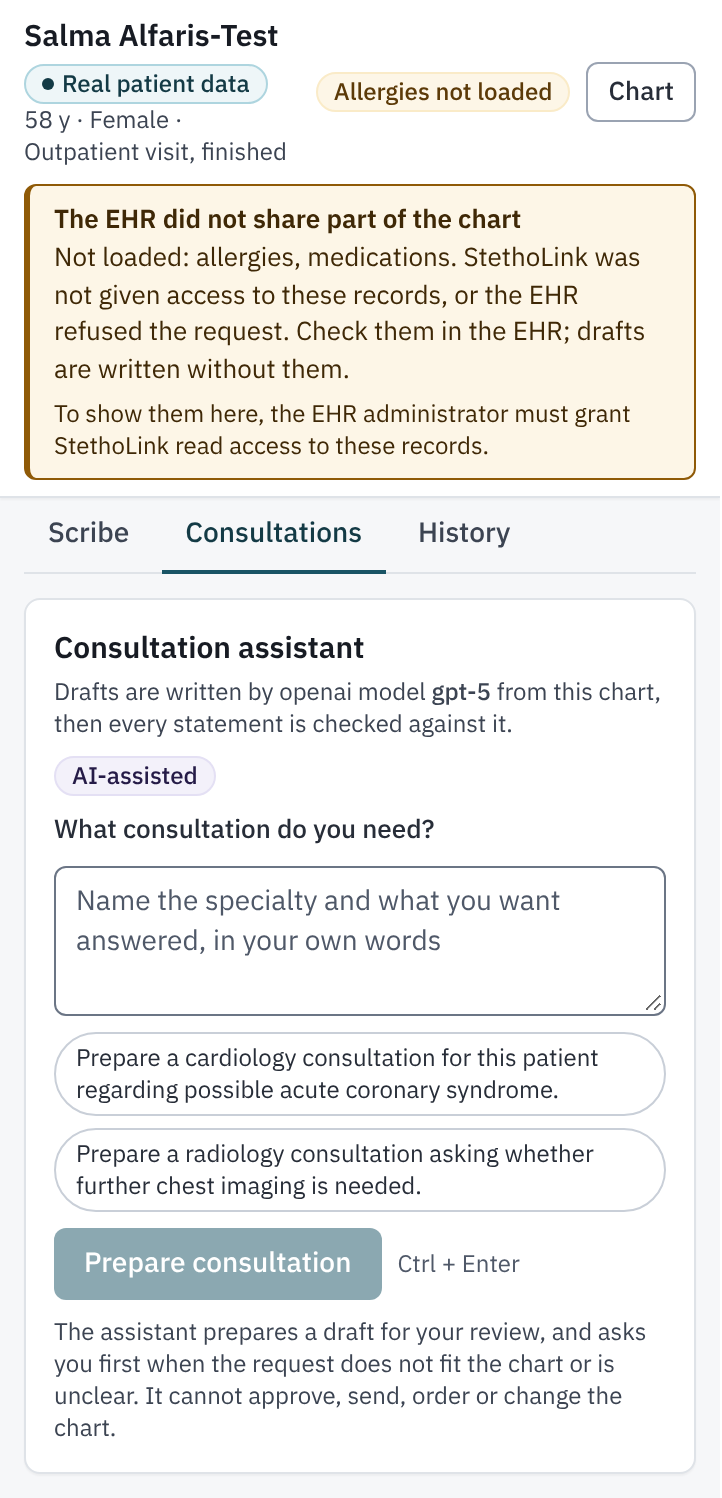 Salma Alfaris-Test
Real patient data
58 y · Female ·
Outpatient visit, finished
Allergies not loaded
Chart
The EHR did not share part of the chart
Not loaded: allergies, medications. StethoLink was
not given access to these records, or the EHR
refused the request. Check them in the EHR; drafts
are written without them.
To show them here, the EHR administrator must grant
StethoLink read access to these records.
Scribe
Consultations
History
Consultation assistant
Drafts are written by openai model gpt-5 from this chart,
then every statement is checked against it.
AI-assisted
What consultation do you need?
Name the specialty and what you want
answered, in your own words
Prepare a cardiology consultation for this patient
regarding possible acute coronary syndrome.
Prepare a radiology consultation asking whether
further chest imaging is needed.
Prepare consultation
Ctrl + Enter
The assistant prepares a draft for your review, and asks
you first when the request does not fit the chart or is
unclear. It cannot approve, send, order or change the
chart.